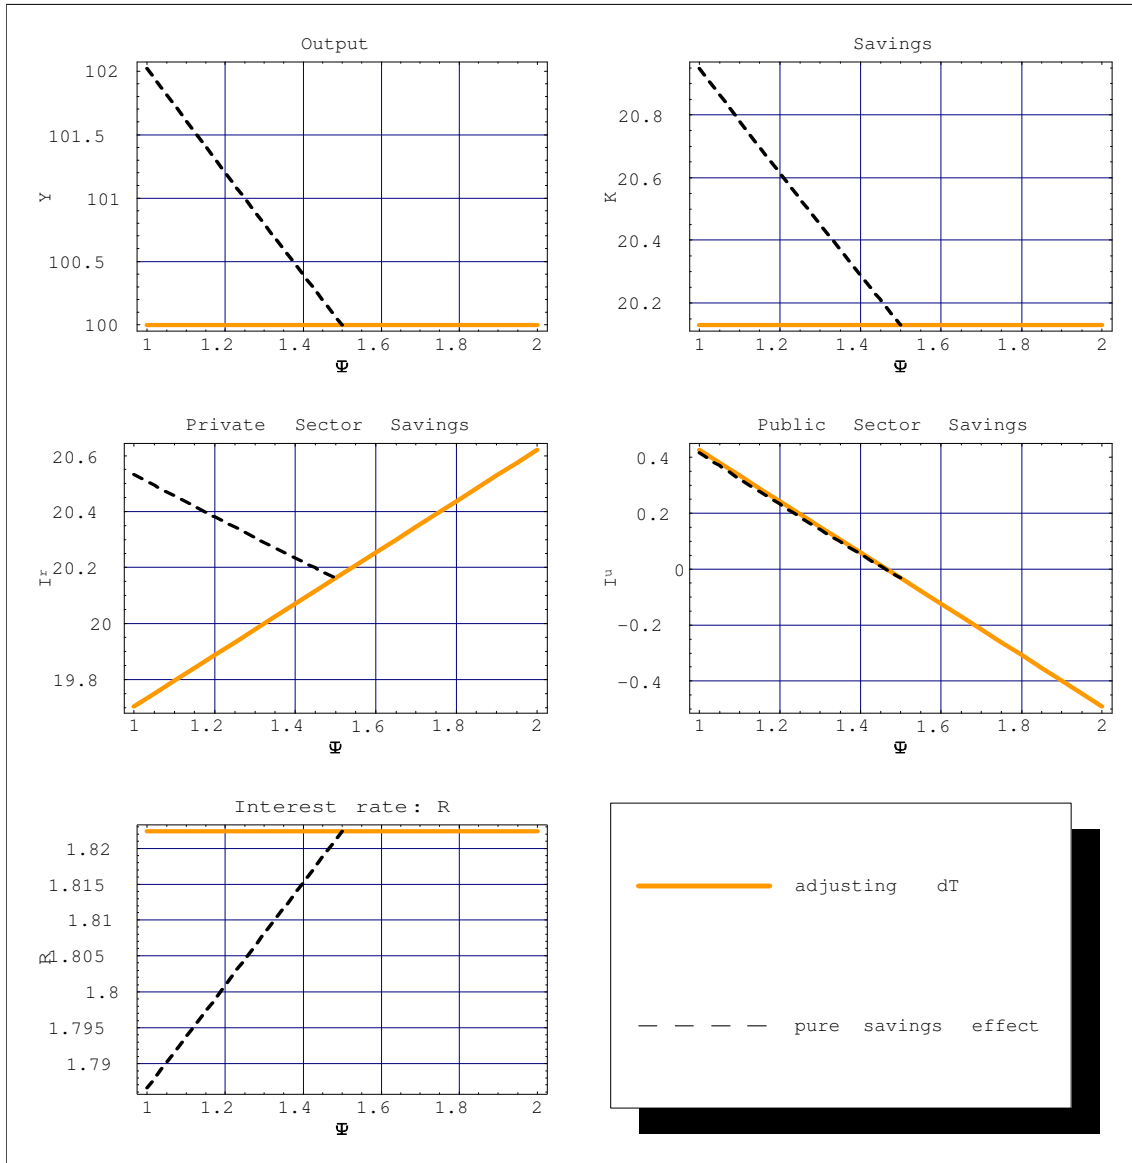 Output
102
101.5
101
100.5
100
Y
1 1.2 1.4 1.6 1.8 2
Ψ
Savings
20.8
20.6
20.4
20.2
K
1 1.2 1.4 1.6 1.8 2
Ψ
Private Sector Savings
20.6
20.4
20.2
20
19.8
Iʳ
1 1.2 1.4 1.6 1.8 2
Ψ
Public Sector Savings
0.4
0.2
0
-0.2
-0.4
Iᵘ
1 1.2 1.4 1.6 1.8 2
Ψ
Interest rate: R
1.82
1.815
1.81
1.805
1.8
1.795
1.79
R
1 1.2 1.4 1.6 1.8 2
Ψ
adjusting dT
pure savings effect